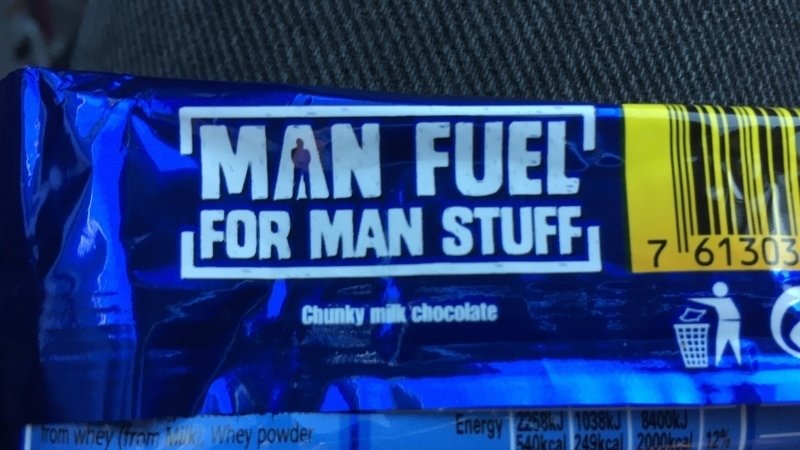 MAN FUEL
FOR MAN STUFF
7 61303
Chunky milk chocolate
from whey (from Milk), Whey powder
Energy 2258kJ 1038kJ 8400kJ
540kcal 249kcal 2000kcal 12%